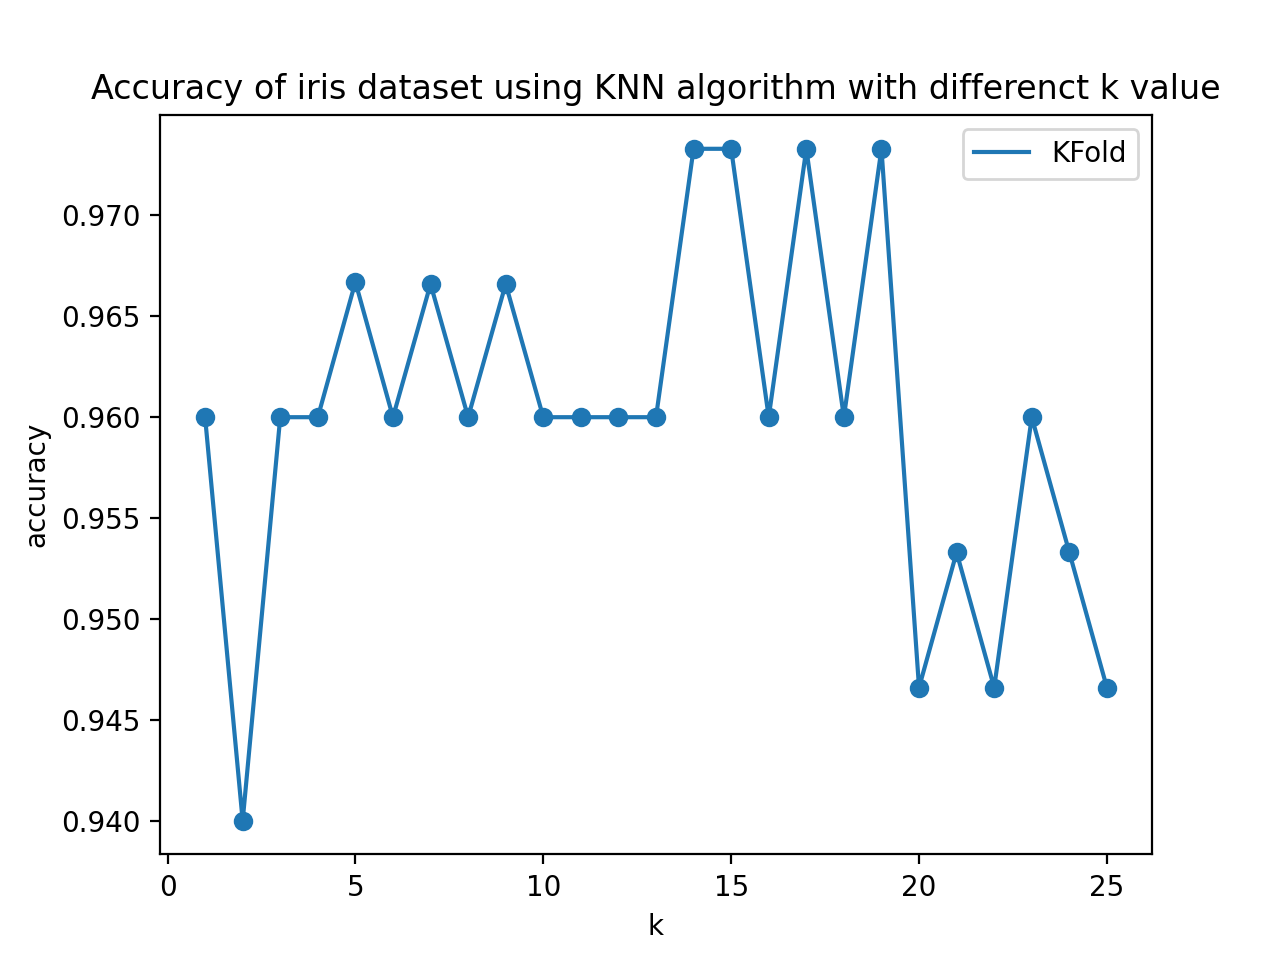 Accuracy of iris dataset using KNN algorithm with differenct k value
KFold
0.970
0.965
0.960
0.955
0.950
0.945
0.940
accuracy
0 5 10 15 20 25
k